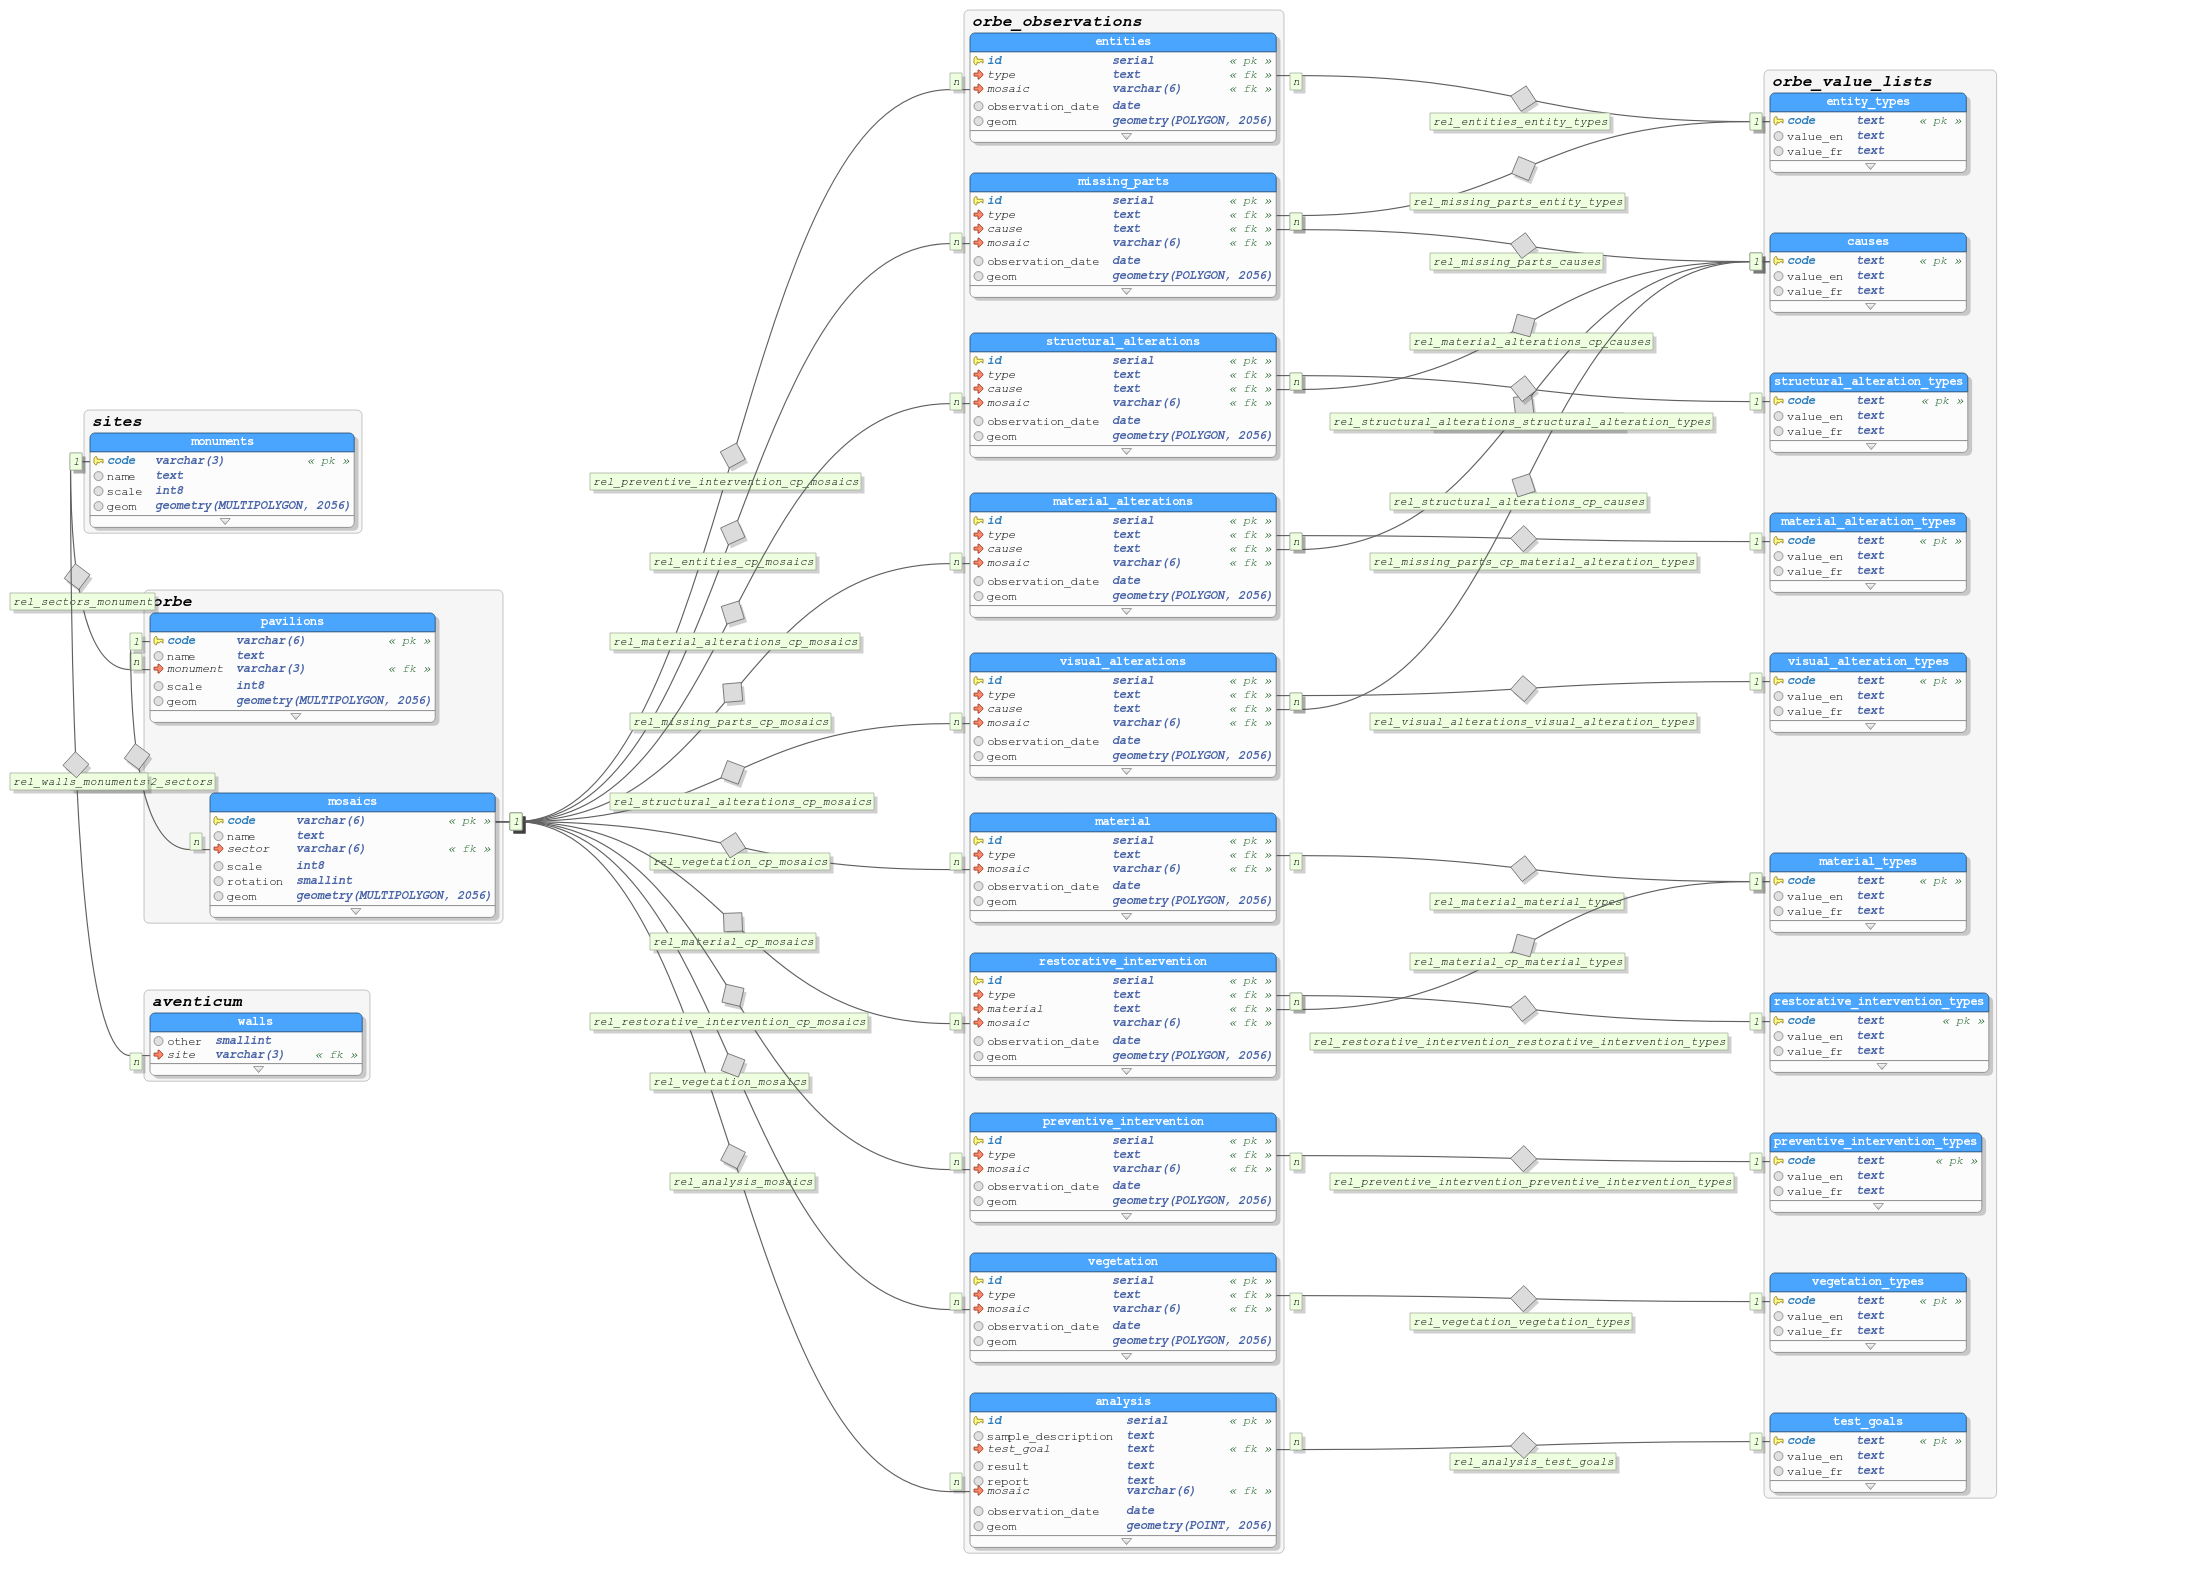 sites
monuments
code varchar(3) « pk »
name text
scale int8
geom geometry(MULTIPOLYGON, 2056)
1
rel_sectors_monument
orbe
pavilions
code varchar(6) « pk »
name text
monument varchar(3) « fk »
scale int8
geom geometry(MULTIPOLYGON, 2056)
1
n
rel_walls_monuments
2_sectors
mosaics
code varchar(6) « pk »
name text
sector varchar(6) « fk »
scale int8
rotation smallint
geom geometry(MULTIPOLYGON, 2056)
n
1
aventicum
walls
other smallint
site varchar(3) « fk »
n
rel_preventive_intervention_cp_mosaics
rel_entities_cp_mosaics
rel_material_alterations_cp_mosaics
rel_missing_parts_cp_mosaics
rel_structural_alterations_cp_mosaics
rel_vegetation_cp_mosaics
rel_material_cp_mosaics
rel_restorative_intervention_cp_mosaics
rel_vegetation_mosaics
rel_analysis_mosaics
orbe_observations
entities
id serial « pk »
type text « fk »
mosaic varchar(6) « fk »
observation_date date
geom geometry(POLYGON, 2056)
n
n
missing_parts
id serial « pk »
type text « fk »
cause text « fk »
mosaic varchar(6) « fk »
observation_date date
geom geometry(POLYGON, 2056)
n
n
structural_alterations
id serial « pk »
type text « fk »
cause text « fk »
mosaic varchar(6) « fk »
observation_date date
geom geometry(POLYGON, 2056)
n
n
material_alterations
id serial « pk »
type text « fk »
cause text « fk »
mosaic varchar(6) « fk »
observation_date date
geom geometry(POLYGON, 2056)
n
n
visual_alterations
id serial « pk »
type text « fk »
cause text « fk »
mosaic varchar(6) « fk »
observation_date date
geom geometry(POLYGON, 2056)
n
n
material
id serial « pk »
type text « fk »
mosaic varchar(6) « fk »
observation_date date
geom geometry(POLYGON, 2056)
n
n
restorative_intervention
id serial « pk »
type text « fk »
material text « fk »
mosaic varchar(6) « fk »
observation_date date
geom geometry(POLYGON, 2056)
n
n
preventive_intervention
id serial « pk »
type text « fk »
mosaic varchar(6) « fk »
observation_date date
geom geometry(POLYGON, 2056)
n
n
vegetation
id serial « pk »
type text « fk »
mosaic varchar(6) « fk »
observation_date date
geom geometry(POLYGON, 2056)
n
n
analysis
id serial « pk »
sample_description text
test_goal text « fk »
result text
report text
mosaic varchar(6) « fk »
observation_date date
geom geometry(POINT, 2056)
n
n
rel_entities_entity_types
rel_missing_parts_entity_types
rel_missing_parts_causes
rel_material_alterations_cp_causes
rel_structural_alterations_structural_alteration_types
rel_structural_alterations_cp_causes
rel_missing_parts_cp_material_alteration_types
rel_visual_alterations_visual_alteration_types
rel_material_material_types
rel_material_cp_material_types
rel_restorative_intervention_restorative_intervention_types
rel_preventive_intervention_preventive_intervention_types
rel_vegetation_vegetation_types
rel_analysis_test_goals
orbe_value_lists
entity_types
1
code text « pk »
value_en text
value_fr text
causes
1
code text « pk »
value_en text
value_fr text
structural_alteration_types
1
code text « pk »
value_en text
value_fr text
material_alteration_types
1
code text « pk »
value_en text
value_fr text
visual_alteration_types
1
code text « pk »
value_en text
value_fr text
material_types
1
code text « pk »
value_en text
value_fr text
restorative_intervention_types
1
code text « pk »
value_en text
value_fr text
preventive_intervention_types
1
code text « pk »
value_en text
value_fr text
vegetation_types
1
code text « pk »
value_en text
value_fr text
test_goals
1
code text « pk »
value_en text
value_fr text